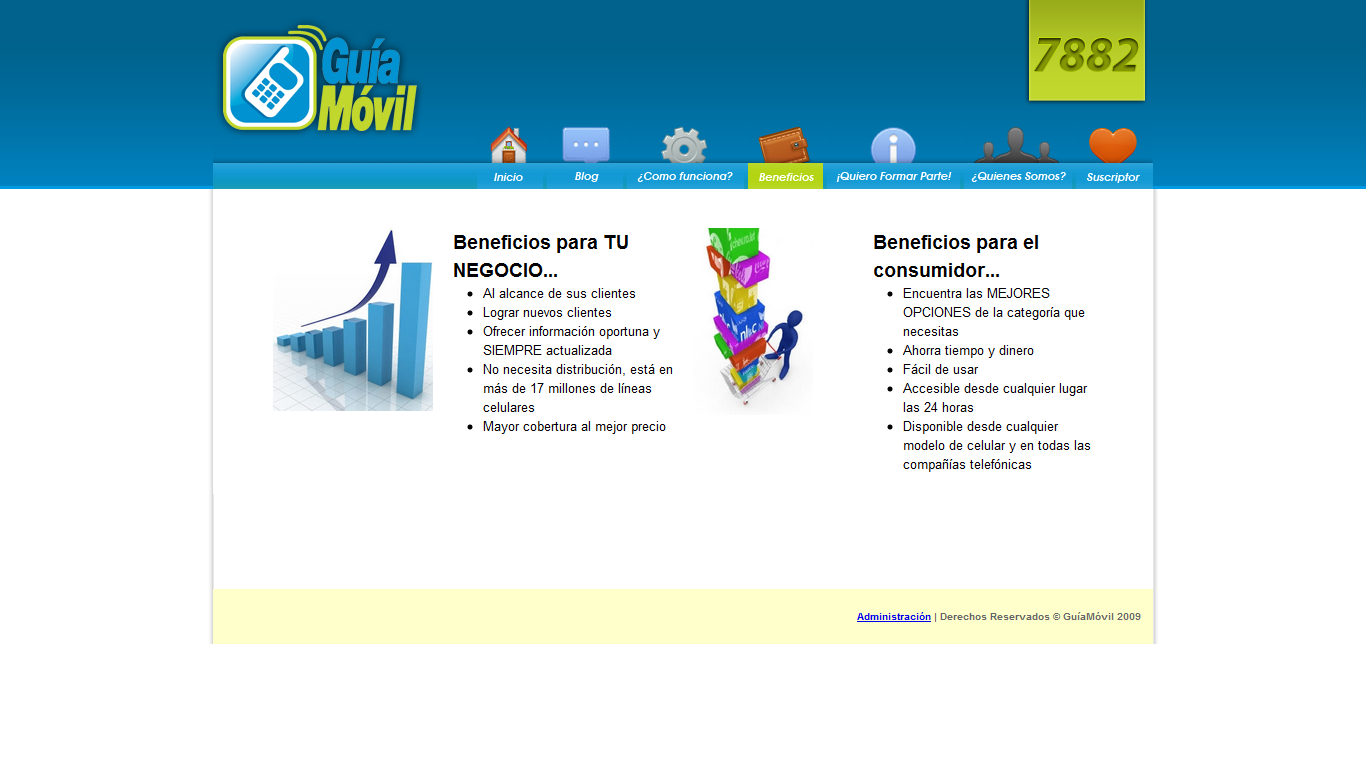 Guía
Móvil
7882
Inicio
Blog
¿Como funciona?
Beneficios
¡Quiero Formar Parte!
¿Quienes Somos?
Suscriptor
Beneficios para TU
NEGOCIO...
Al alcance de sus clientes
Lograr nuevos clientes
Ofrecer información oportuna y
SIEMPRE actualizada
No necesita distribución, está en
más de 17 millones de líneas
celulares
Mayor cobertura al mejor precio
Beneficios para el
consumidor...
Encuentra las MEJORES
OPCIONES de la categoría que
necesitas
Ahorra tiempo y dinero
Fácil de usar
Accesible desde cualquier lugar
las 24 horas
Disponible desde cualquier
modelo de celular y en todas las
compañías telefónicas
Administración | Derechos Reservados © GuíaMóvil 2009